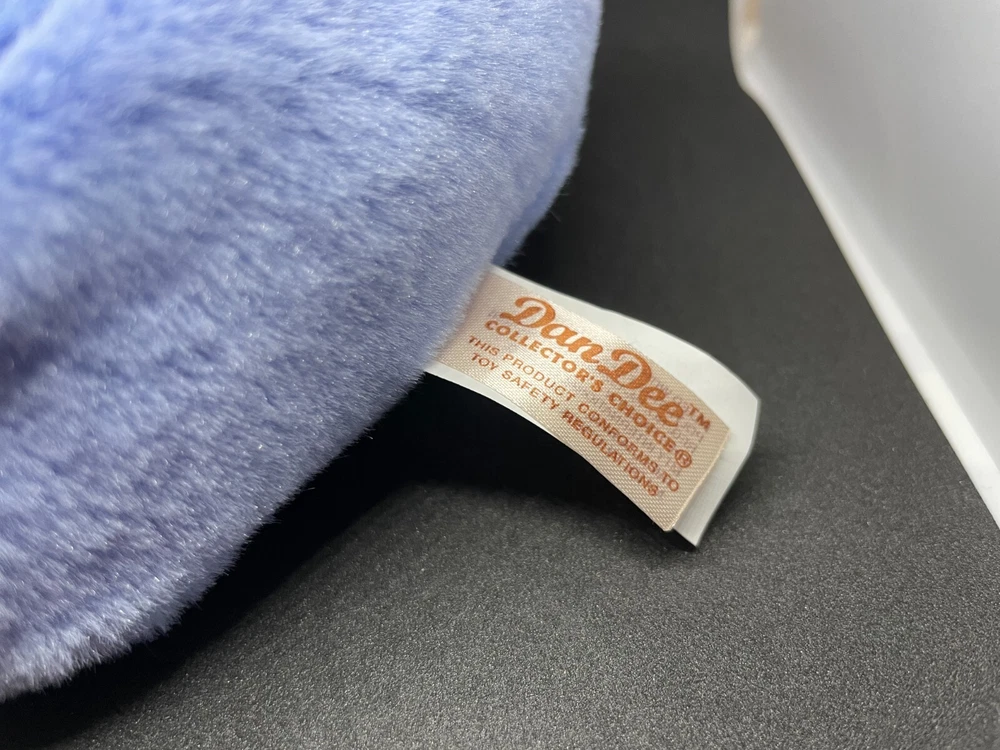 Dan Dee™
COLLECTOR'S CHOICE®
THIS PRODUCT CONFORMS TO
TOY SAFETY REGULATIONS